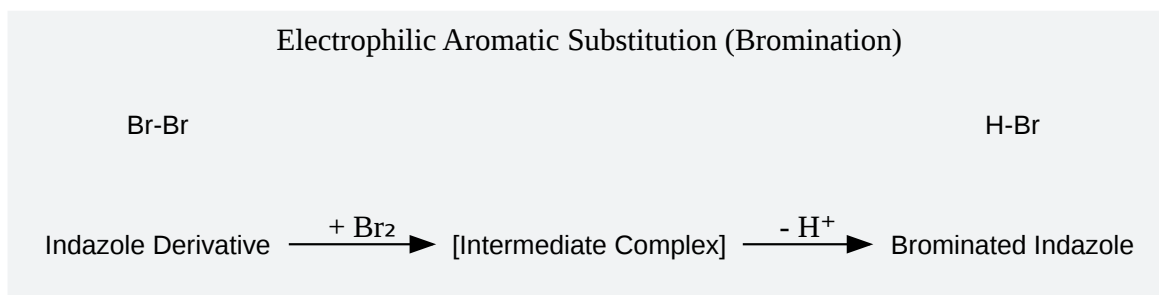 Electrophilic Aromatic Substitution (Bromination)
Br-Br
H-Br
+ Br₂
- H⁺
Indazole Derivative
[Intermediate Complex]
Brominated Indazole